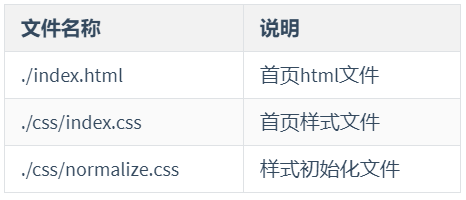 文件名称 说明
./index.html 首页html文件
./css/index.css 首页样式文件
./css/normalize.css 样式初始化文件